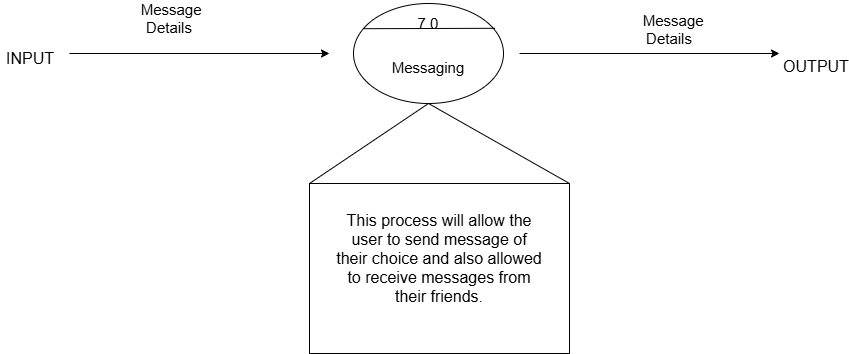 Message
Details
7.0
Message
Details
INPUT
Messaging
OUTPUT
This process will allow the
user to send message of
their choice and also allowed
to receive messages from
their friends.